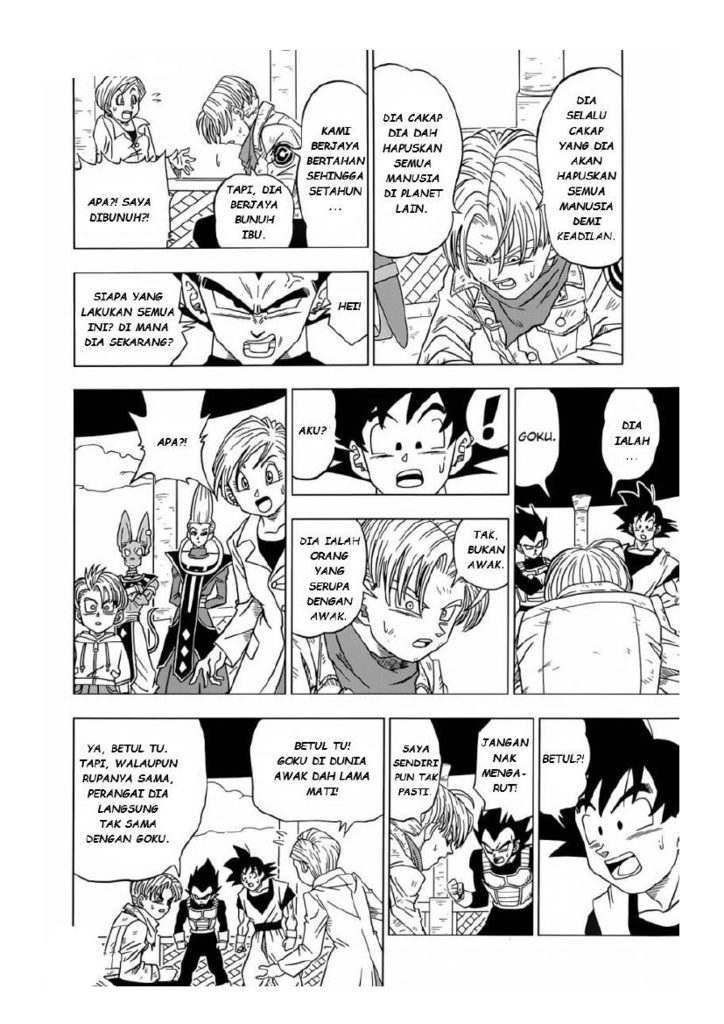 DIA
SELALU
CAKAP
YANG DIA
AKAN
HAPUSKAN
SEMUA
MANUSIA
DEMI
KEADILAN.
DIA CAKAP
DIA DAH
HAPUSKAN
SEMUA
MANUSIA
DI PLANET
LAIN.
KAMI
BERJAYA
BERTAHAN
SEHINGGA
SETAHUN
...
TAPI, DIA
BERJAYA
BUNUH
IBU.
APA?! SAYA
DIBUNUH?!
HEI!
SIAPA YANG
LAKUKAN SEMUA
INI? DI MANA
DIA SEKARANG?
DIA
IALAH
...
GOKU.
!
AKU?
TAK,
BUKAN
AWAK.
DIA IALAH
ORANG
YANG
SERUPA
DENGAN
AWAK.
APA?!
BETUL?!
JANGAN
NAK
MENGA-
RUT!
SAYA
SENDIRI
PUN TAK
PASTI.
BETUL TU!
GOKU DI DUNIA
AWAK DAH LAMA
MATI!
YA, BETUL TU.
TAPI, WALAUPUN
RUPANYA SAMA,
PERANGAI DIA
LANGSUNG
TAK SAMA
DENGAN GOKU.